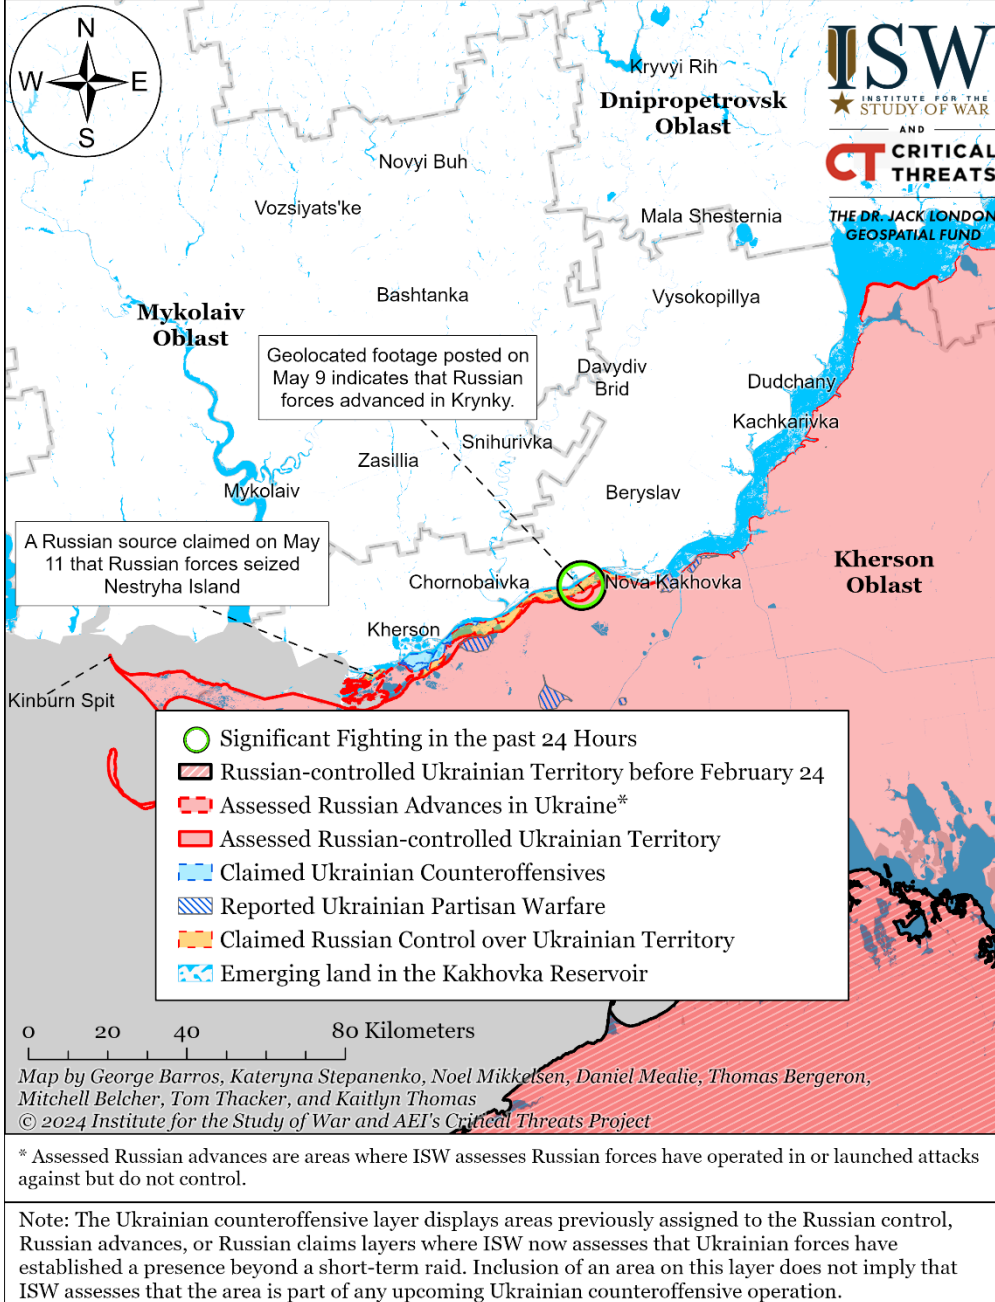 N
W
E
S
ISW
INSTITUTE FOR THE
STUDY OF WAR
AND
CT CRITICAL
THREATS
THE DR. JACK LONDON
GEOSPATIAL FUND
Kryvyi Rih
Dnipropetrovsk
Oblast
Novyi Buh
Vozsiyats'ke
Mala Shesternia
Bashtanka
Vysokopillya
Mykolaiv
Oblast
Geolocated footage posted on
May 9 indicates that Russian
forces advanced in Krynky.
Davydiv
Brid
Dudchany
Kachkarivka
Snihurivka
Zasillia
Mykolaiv
Beryslav
A Russian source claimed on May
11 that Russian forces seized
Nestryha Island
Kherson
Oblast
Chornobaivka
Nova Kakhovka
Kherson
Kinburn Spit
Significant Fighting in the past 24 Hours
Russian-controlled Ukrainian Territory before February 24
Assessed Russian Advances in Ukraine*
Assessed Russian-controlled Ukrainian Territory
Claimed Ukrainian Counteroffensives
Reported Ukrainian Partisan Warfare
Claimed Russian Control over Ukrainian Territory
Emerging land in the Kakhovka Reservoir
0 20 40 80 Kilometers
Map by George Barros, Kateryna Stepanenko, Noel Mikkelsen, Daniel Mealie, Thomas Bergeron,
Mitchell Belcher, Tom Thacker, and Kaitlyn Thomas
© 2024 Institute for the Study of War and AEI's Critical Threats Project
* Assessed Russian advances are areas where ISW assesses Russian forces have operated in or launched attacks
against but do not control.
Note: The Ukrainian counteroffensive layer displays areas previously assigned to the Russian control,
Russian advances, or Russian claims layers where ISW now assesses that Ukrainian forces have
established a presence beyond a short-term raid. Inclusion of an area on this layer does not imply that
ISW assesses that the area is part of any upcoming Ukrainian counteroffensive operation.